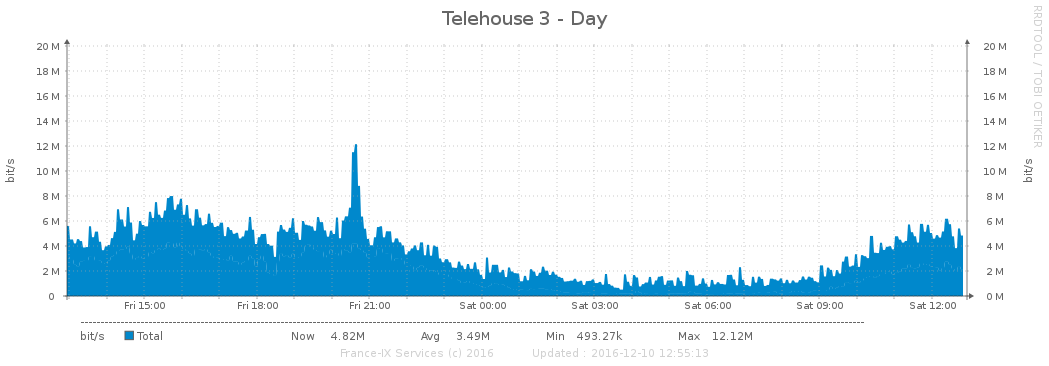 Telehouse 3 - Day
RRDTOOL / TOBI OETIKER
20 M 20 M
18 M 18 M
16 M 16 M
14 M 14 M
12 M 12 M
10 M 10 M
8 M 8 M
6 M 6 M
4 M 4 M
2 M 2 M
0 0 M
bit/s bit/s
Fri 15:00 Fri 18:00 Fri 21:00 Sat 00:00 Sat 03:00 Sat 06:00 Sat 09:00 Sat 12:00
bit/s Total Now 4.82M Avg 3.49M Min 493.27k Max 12.12M
France-IX Services (c) 2016 Updated : 2016-12-10 12:55:13